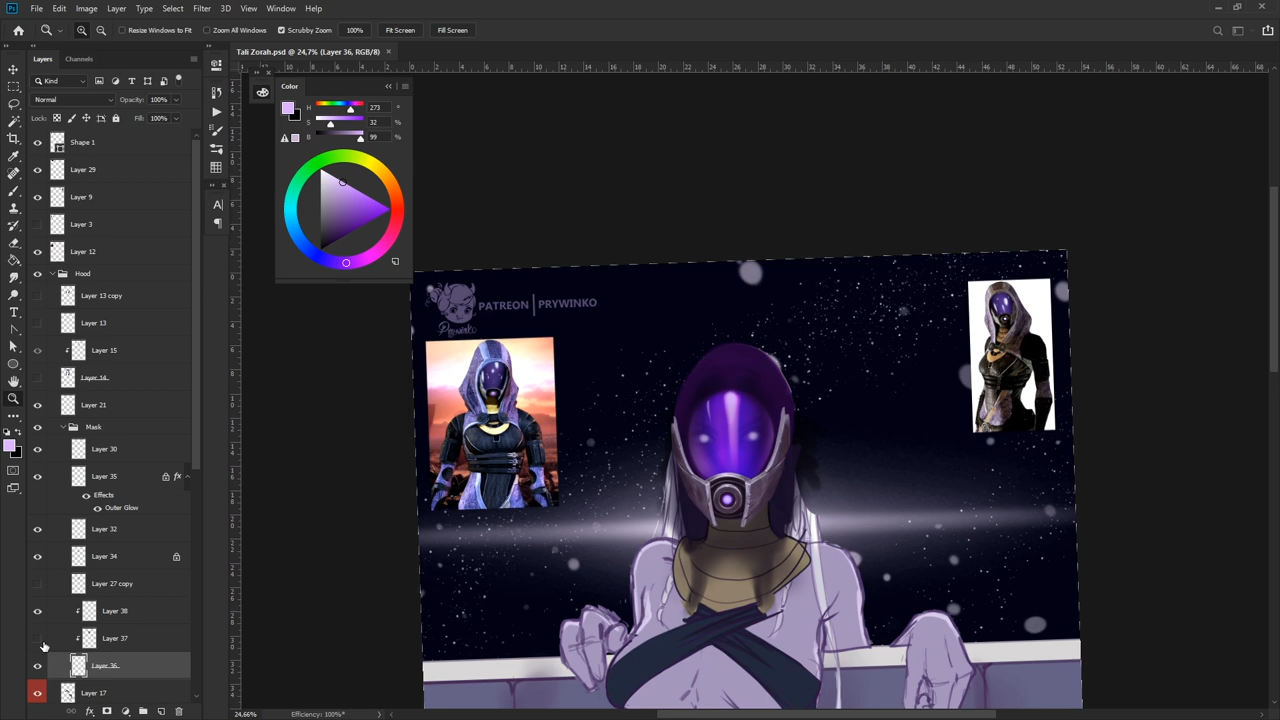 File Edit Image Layer Type Select Filter 3D View Window Help
Resize Windows to Fit Zoom All Windows Scrubby Zoom 100% Fit Screen Fill Screen
Layers Channels
Tali Zorah.psd @ 24,7% (Layer 36, RGB/8)
Kind
Normal Opacity: 100%
Lock: Fill: 100%
Color
H 273 °
S 32 %
B 99 %
Shape 1
Layer 29
Layer 9
Layer 3
Layer 12
Hood
Layer 13 copy
Layer 13
Layer 15
Layer 14
Layer 21
Mask
Layer 30
Layer 35 fx
Effects
Outer Glow
Layer 32
Layer 34
Layer 27 copy
Layer 38
Layer 37
Layer 36
Layer 17
PATREON | PRYWINKO
Prywinko
24,66% Efficiency: 100%*